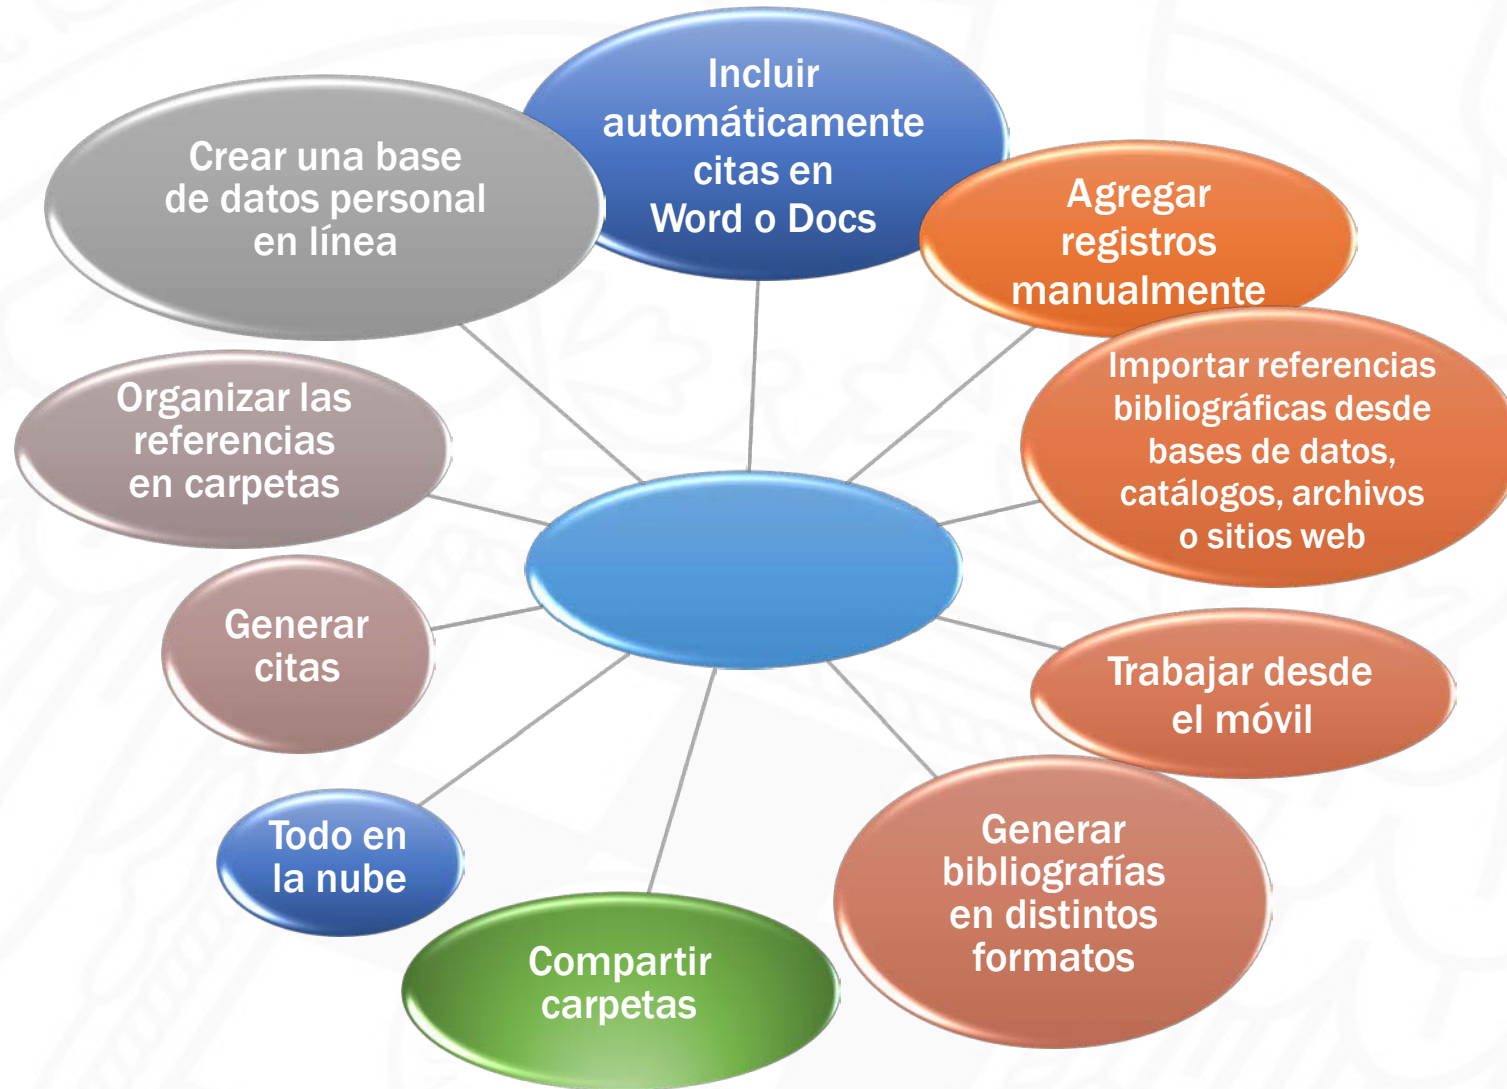 Incluir
automáticamente
citas en
Word o Docs
Crear una base
de datos personal
en línea
Agregar
registros
manualmente
Importar referencias
bibliográficas desde
bases de datos,
catálogos, archivos
o sitios web
Organizar las
referencias
en carpetas
Generar
citas
Trabajar desde
el móvil
Todo en
la nube
Generar
bibliografías
en distintos
formatos
Compartir
carpetas